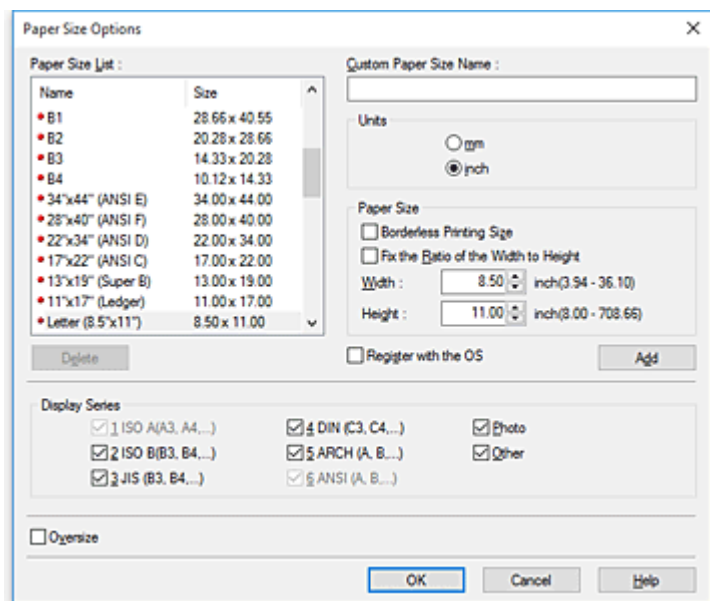 Paper Size Options
Paper Size List :
Name Size
B1 28.66 x 40.55
B2 20.28 x 28.66
B3 14.33 x 20.28
B4 10.12 x 14.33
34"x44" (ANSI E) 34.00 x 44.00
28"x40" (ANSI F) 28.00 x 40.00
22"x34" (ANSI D) 22.00 x 34.00
17"x22" (ANSI C) 17.00 x 22.00
13"x19" (Super B) 13.00 x 19.00
11"x17" (Ledger) 11.00 x 17.00
Letter (8.5"x11") 8.50 x 11.00
Delete
Custom Paper Size Name :
Units
mm
inch
Paper Size
Borderless Printing Size
Fix the Ratio of the Width to Height
Width : 8.50 inch(3.94 - 36.10)
Height : 11.00 inch(8.00 - 708.66)
Register with the OS Add
Display Series
1 ISO A(A3, A4,...) 4 DIN (C3, C4,...) Photo
2 ISO B(B3, B4,...) 5 ARCH (A, B,...) Other
3 JIS (B3, B4,...) 6 ANSI (A, B,...)
Oversize
OK Cancel Help